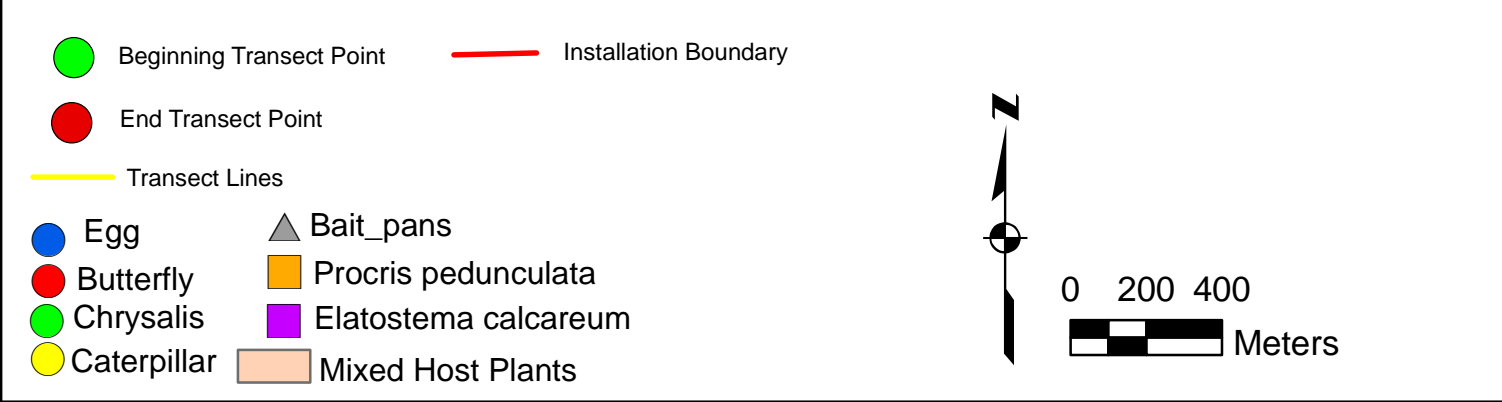 Beginning Transect Point
Installation Boundary
End Transect Point
Transect Lines
Egg
Butterfly
Chrysalis
Caterpillar
Bait_pans
Procris pedunculata
Elatostema calcareum
Mixed Host Plants
N
0 200 400
Meters